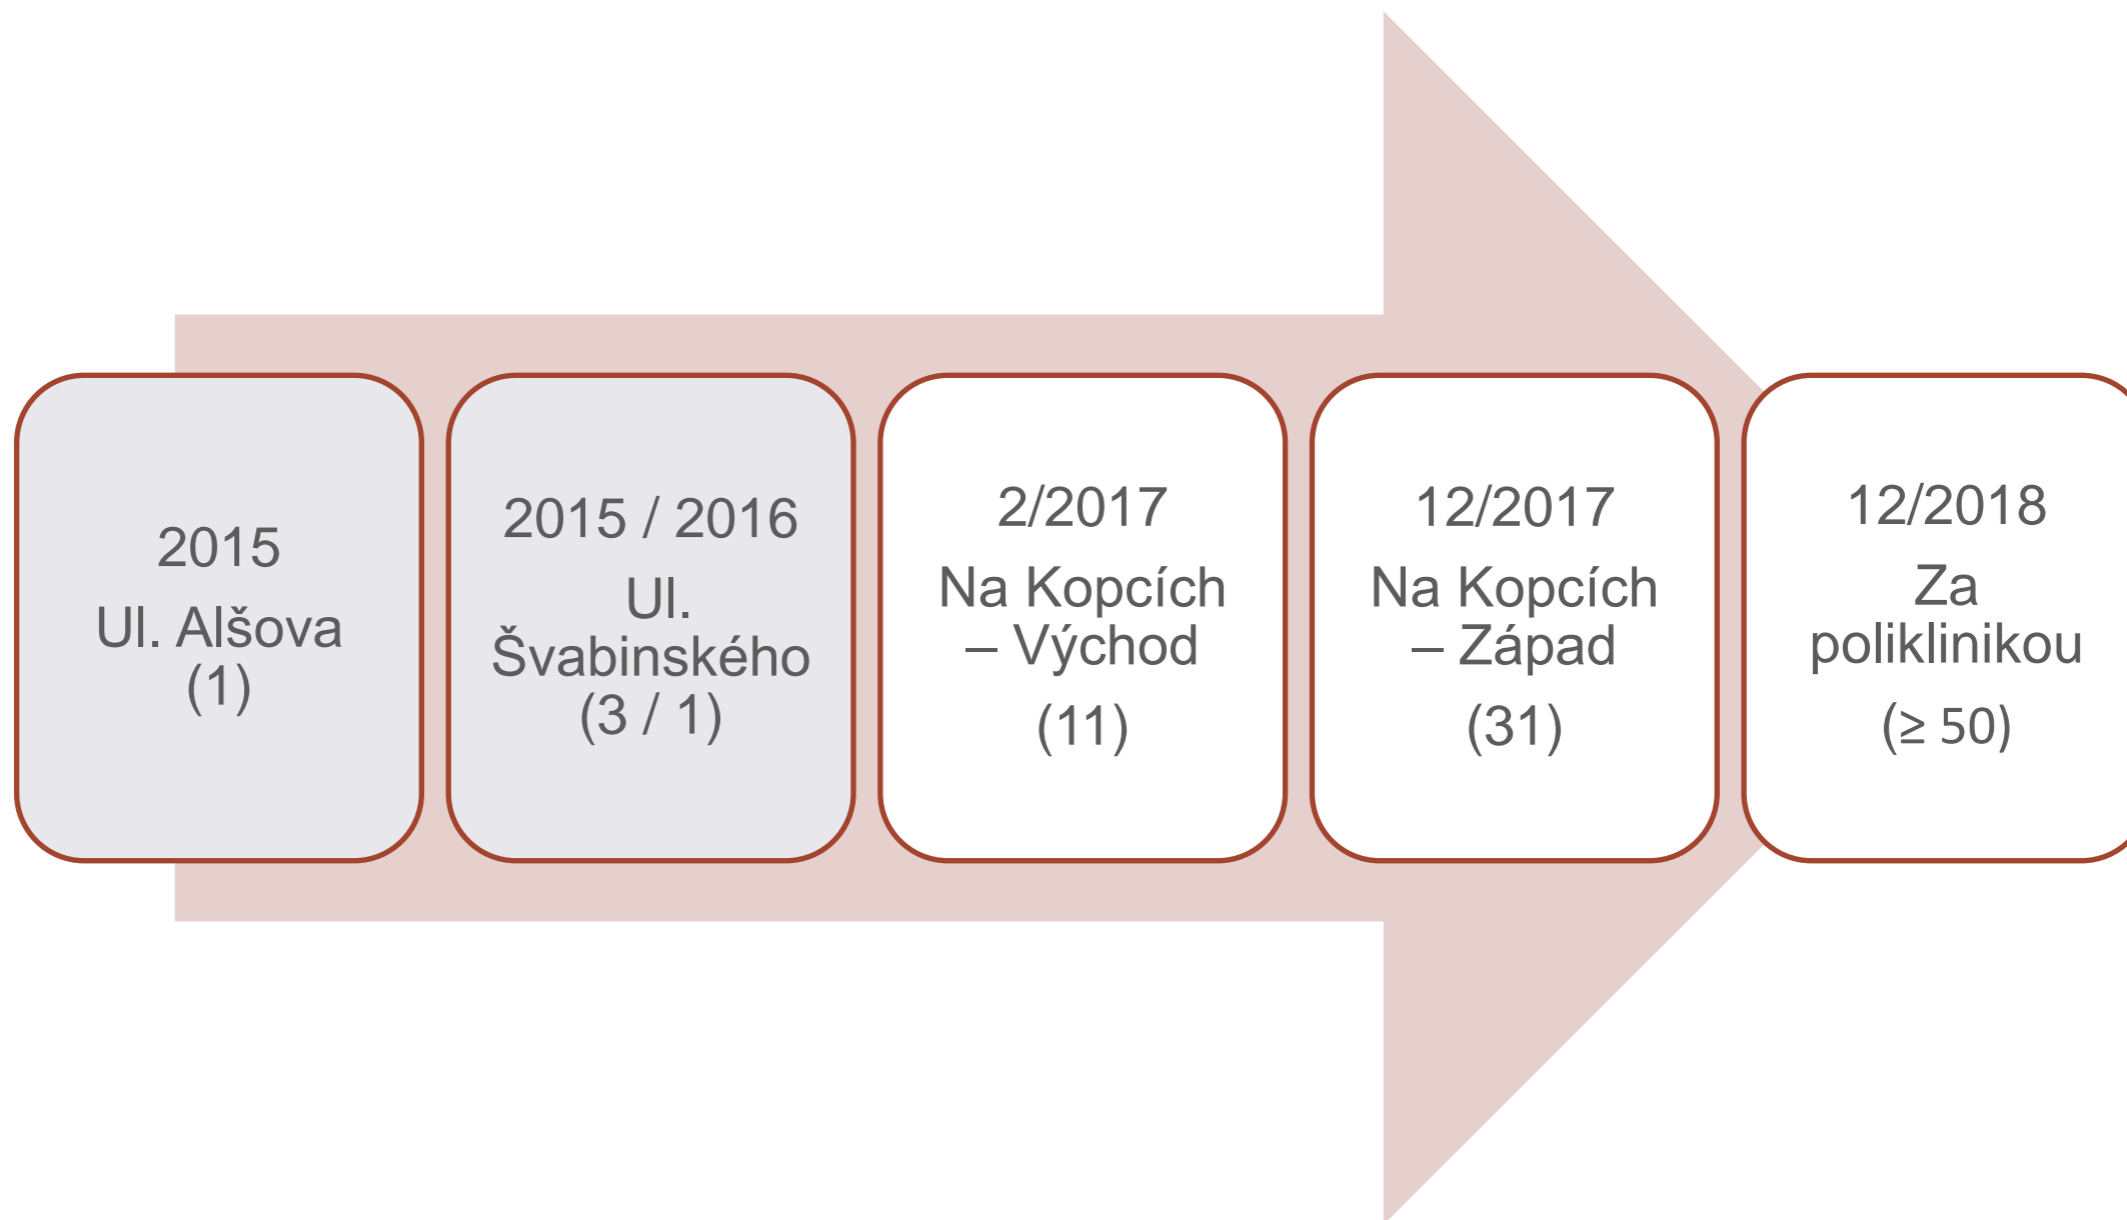 2015
Ul. Alšova
(1)
2015 / 2016
Ul.
Švabinského
(3 / 1)
2/2017
Na Kopcích
– Východ
(11)
12/2017
Na Kopcích
– Západ
(31)
12/2018
Za
poliklinikou
(≥ 50)